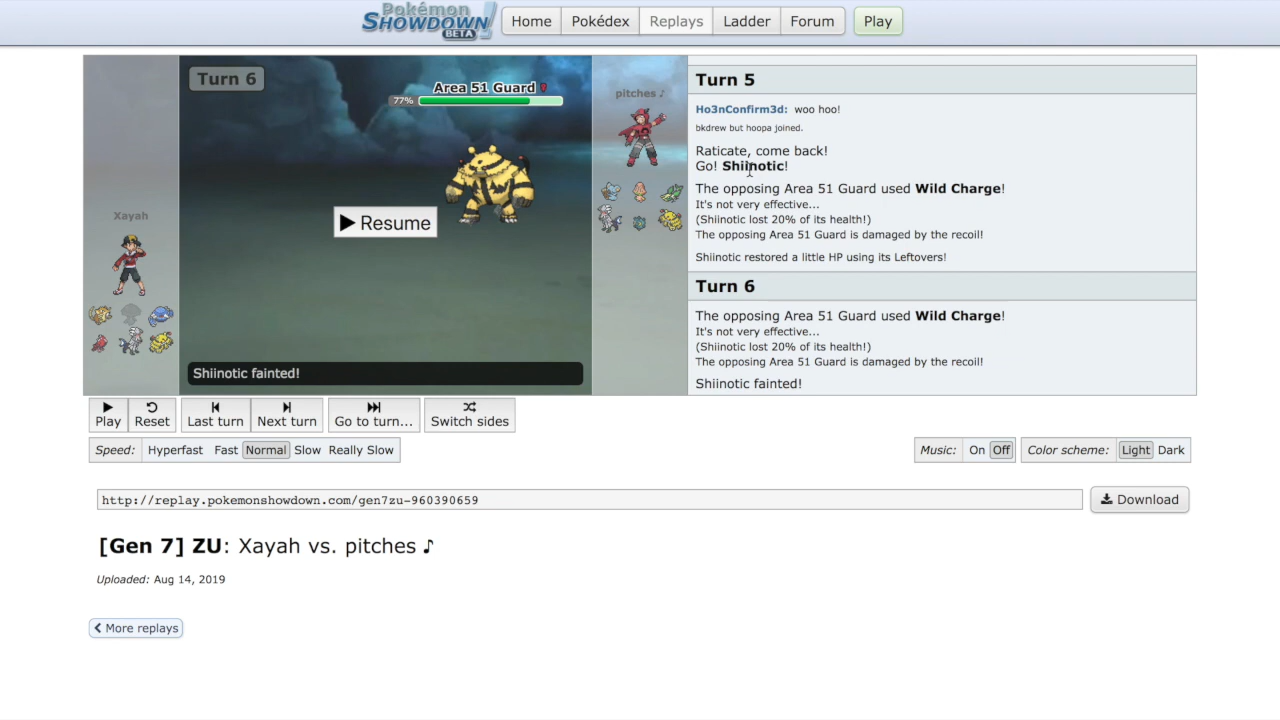 Pokémon
SHOWDOWN!
BETA
Home
Pokédex
Replays
Ladder
Forum
Play
Turn 6
Area 51 Guard
77%
Xayah
pitches ♪
Resume
Shiinotic fainted!
Turn 5
Ho3nConfirm3d: woo hoo!
bkdrew but hoopa joined.
Raticate, come back!
Go! Shiinotic!
The opposing Area 51 Guard used Wild Charge!
It's not very effective...
(Shiinotic lost 20% of its health!)
The opposing Area 51 Guard is damaged by the recoil!
Shiinotic restored a little HP using its Leftovers!
Turn 6
The opposing Area 51 Guard used Wild Charge!
It's not very effective...
(Shiinotic lost 20% of its health!)
The opposing Area 51 Guard is damaged by the recoil!
Shiinotic fainted!
Play
Reset
Last turn
Next turn
Go to turn...
Switch sides
Speed: Hyperfast Fast Normal Slow Really Slow
Music: On Off
Color scheme: Light Dark
http://replay.pokemonshowdown.com/gen7zu-960390659
Download
[Gen 7] ZU: Xayah vs. pitches ♪
Uploaded: Aug 14, 2019
More replays